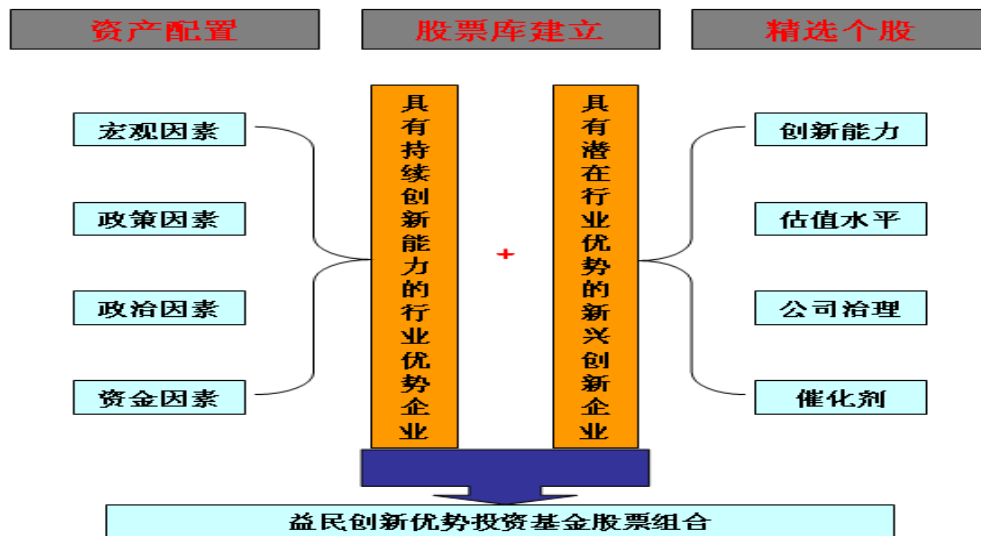 资产配置
股票库建立
精选个股
宏观因素
政策因素
政治因素
资金因素
具有持续创新能力的行业优势企业
+
具有潜在行业优势的新兴创新企业
创新能力
估值水平
公司治理
催化剂
益民创新优势投资基金股票组合